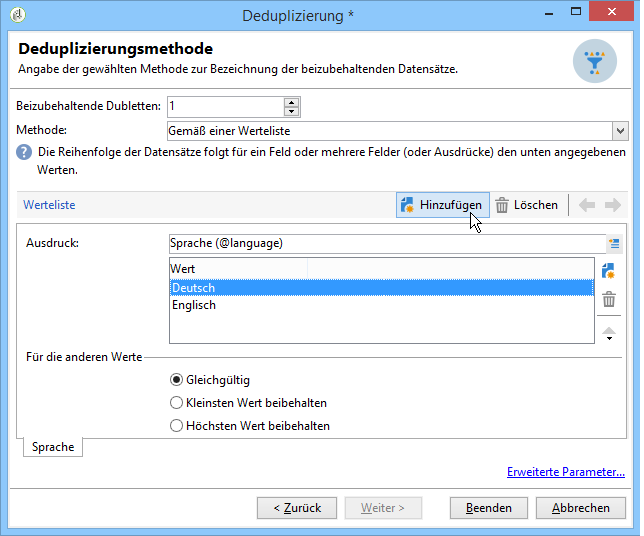 Deduplizierung *
Deduplizierungsmethode
Angabe der gewählten Methode zur Bezeichnung der beizubehaltenden Datensätze.
Beizubehaltende Dubletten: 1
Methode: Gemäß einer Werteliste
? Die Reihenfolge der Datensätze folgt für ein Feld oder mehrere Felder (oder Ausdrücke) den unten angegebenen
Werten.
Werteliste Hinzufügen Löschen
Ausdruck: Sprache (@language)
Wert
Deutsch
Englisch
Für die anderen Werte
Gleichgültig
Kleinsten Wert beibehalten
Höchsten Wert beibehalten
Sprache
Erweiterte Parameter...
< Zurück Weiter > Beenden Abbrechen